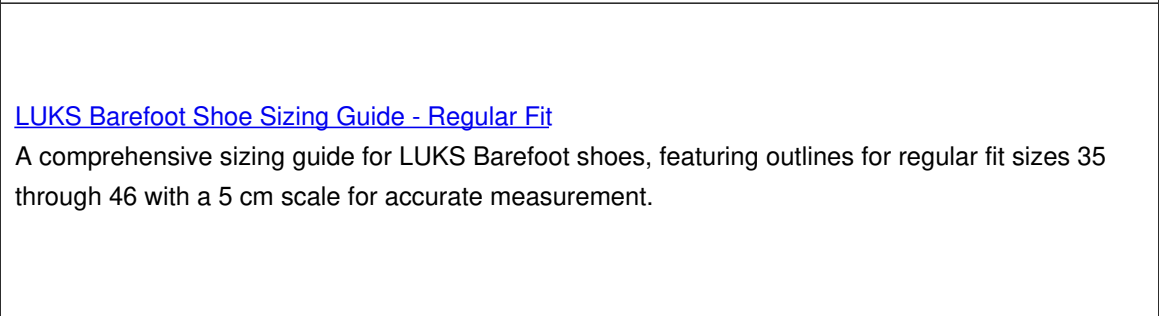 LUKS Barefoot Shoe Sizing Guide - Regular Fit
A comprehensive sizing guide for LUKS Barefoot shoes, featuring outlines for regular fit sizes 35
through 46 with a 5 cm scale for accurate measurement.